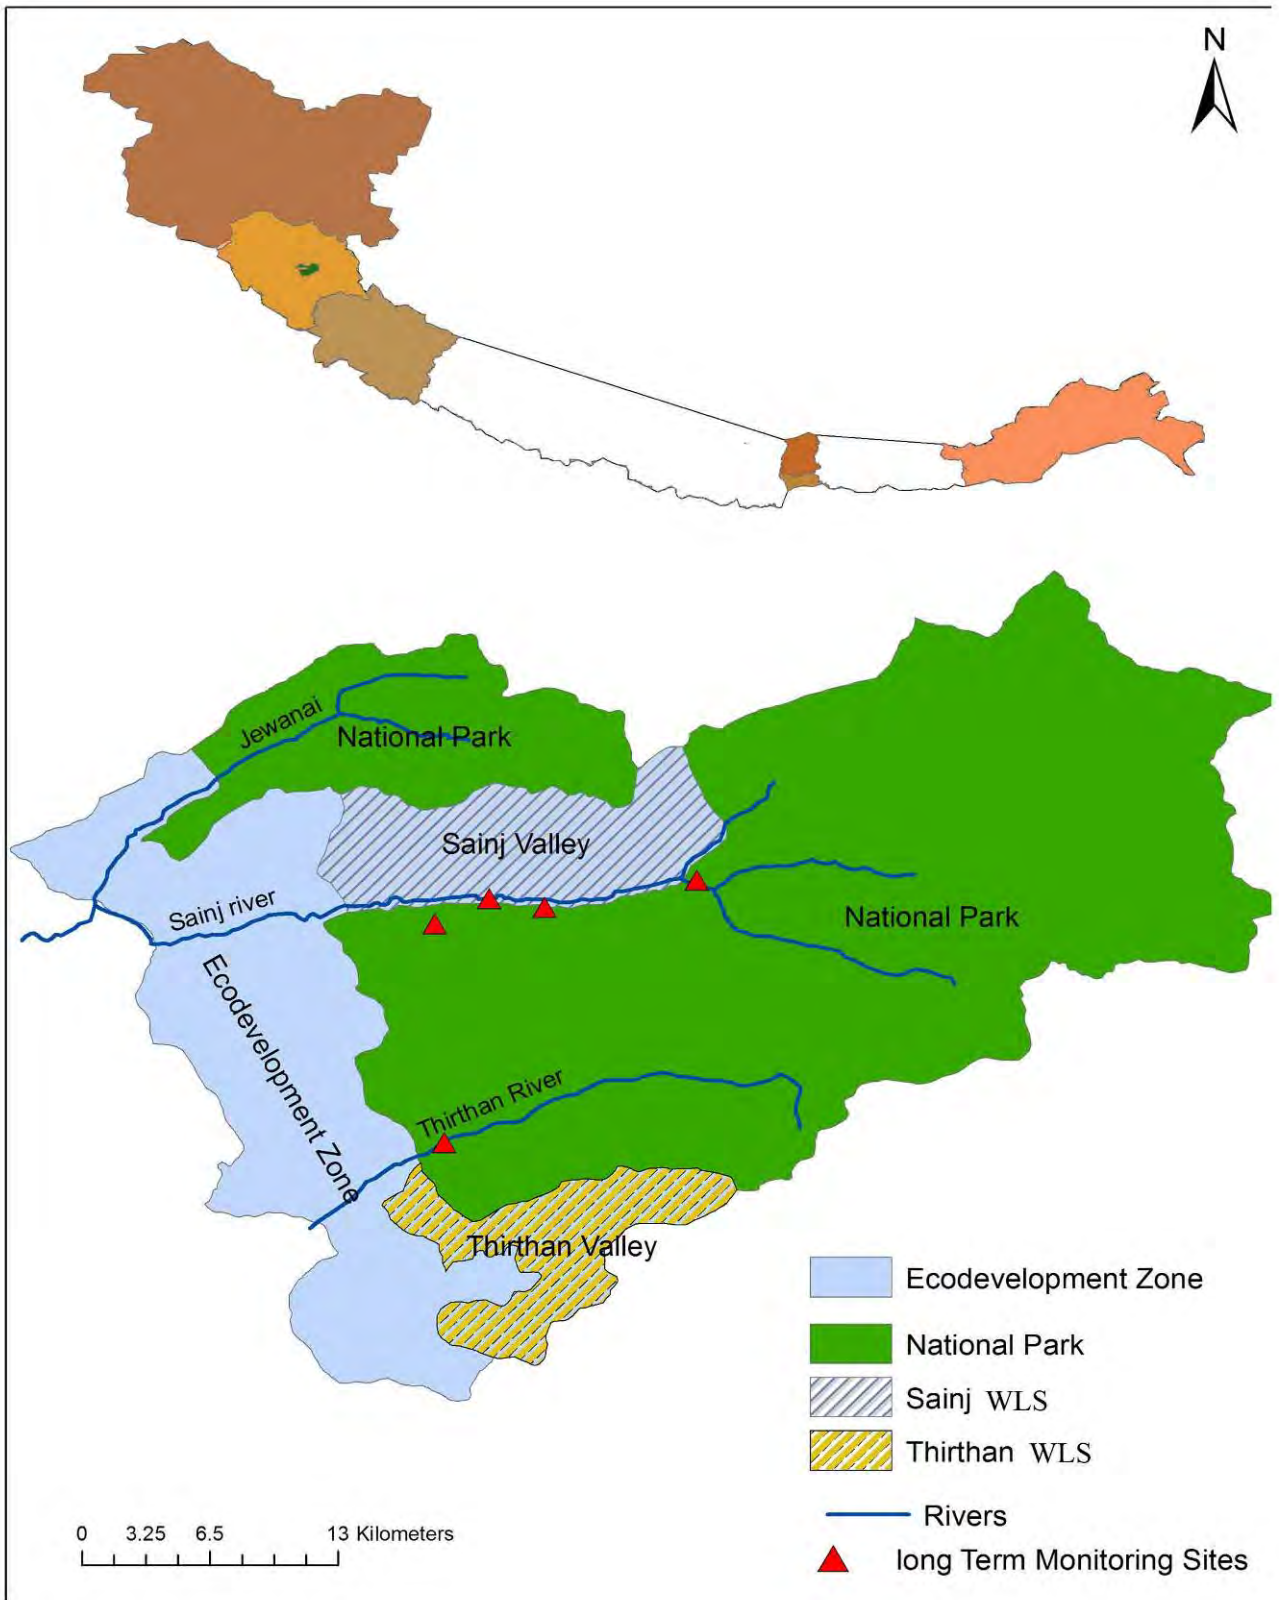 N
Jewanai
National Park
Sainj Valley
Sainj river
National Park
Ecodevelopment Zone
Thirthan River
Thirthan Valley
Ecodevelopment Zone
National Park
Sainj WLS
Thirthan WLS
Rivers
long Term Monitoring Sites
0 3.25 6.5 13 Kilometers